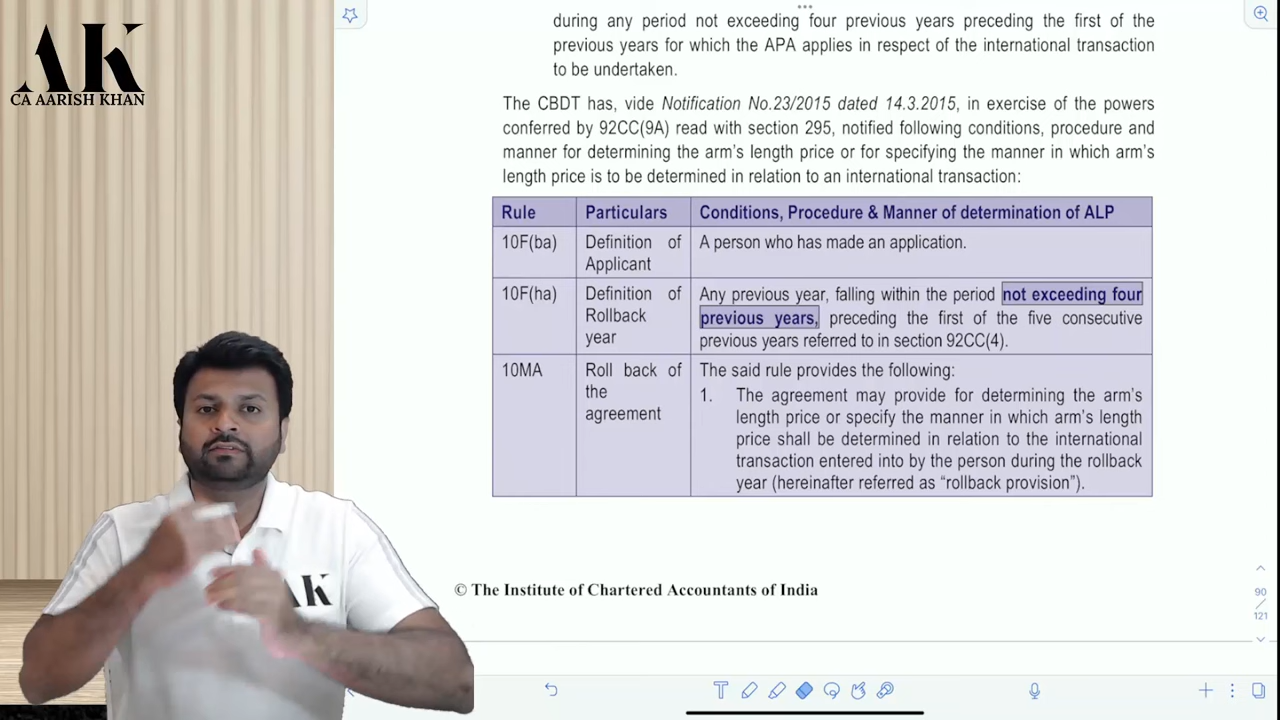 AK
CA AARISH KHAN
during any period not exceeding four previous years preceding the first of the
previous years for which the APA applies in respect of the international transaction
to be undertaken.
The CBDT has, vide Notification No.23/2015 dated 14.3.2015, in exercise of the powers
conferred by 92CC(9A) read with section 295, notified following conditions, procedure and
manner for determining the arm's length price or for specifying the manner in which arm's
length price is to be determined in relation to an international transaction:
Rule Particulars Conditions, Procedure & Manner of determination of ALP
10F(ba) Definition of A person who has made an application.
Applicant
10F(ha) Definition of Any previous year, falling within the period not exceeding four
Rollback previous years, preceding the first of the five consecutive
year previous years referred to in section 92CC(4).
10MA Roll back of The said rule provides the following:
the 1. The agreement may provide for determining the arm's
agreement length price or specify the manner in which arm's length
price shall be determined in relation to the international
transaction entered into by the person during the rollback
year (hereinafter referred as "rollback provision").
AK
© The Institute of Chartered Accountants of India
90
/
121
T